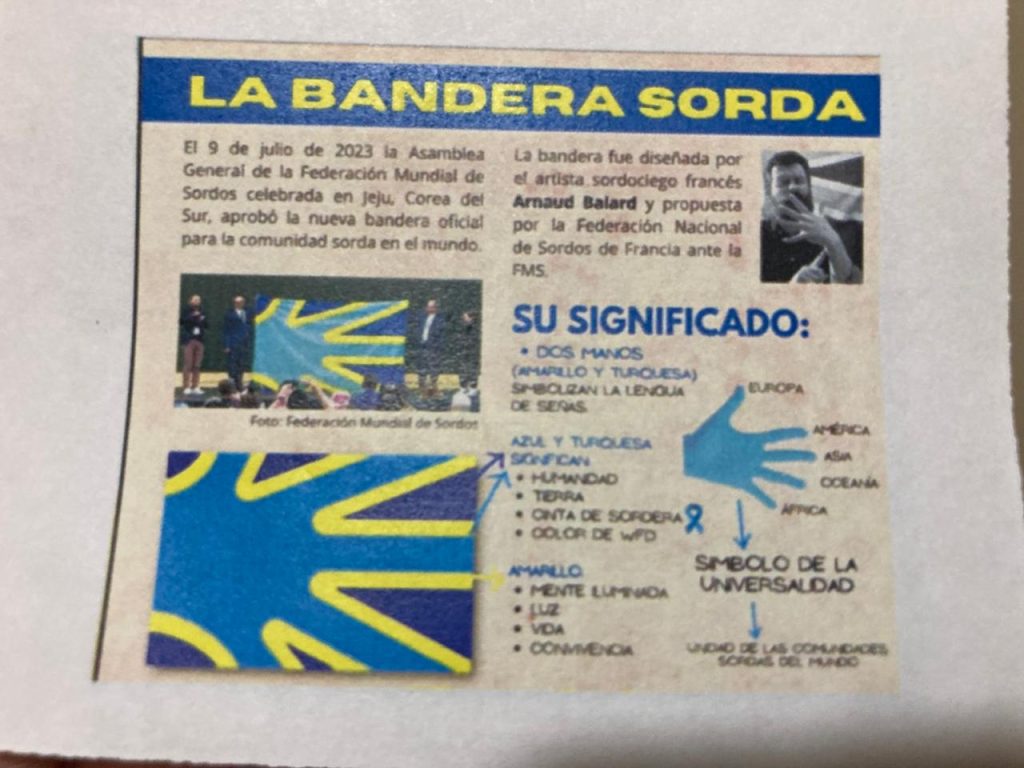 LA BANDERA SORDA
El 9 de julio de 2023 la Asamblea
General de la Federación Mundial de
Sordos celebrada en Jeju, Corea del
Sur, aprobó la nueva bandera oficial
para la comunidad sorda en el mundo.
Foto: Federación Mundial de Sordos
La bandera fue diseñada por
el artista sordociego francés
Arnaud Balard y propuesta
por la Federación Nacional
de Sordos de Francia ante la
FMS.
SU SIGNIFICADO:
• DOS MANOS
(AMARILLO Y TURQUESA)
SIMBOLIZAN LA LENGUA
DE SEÑAS.
AZUL Y TURQUESA
SIGNIFICAN:
• HUMANIDAD
• TIERRA
• CINTA DE SORDERA
• COLOR DE WFD
AMARILLO:
• MENTE ILUMINADA
• LUZ
• VIDA
• CONVIVENCIA
EUROPA
AMÉRICA
ASIA
OCEANÍA
ÁFRICA
SIMBOLO DE LA
UNIVERSALIDAD
UNIDAD DE LAS COMUNIDADES
SORDAS DEL MUNDO